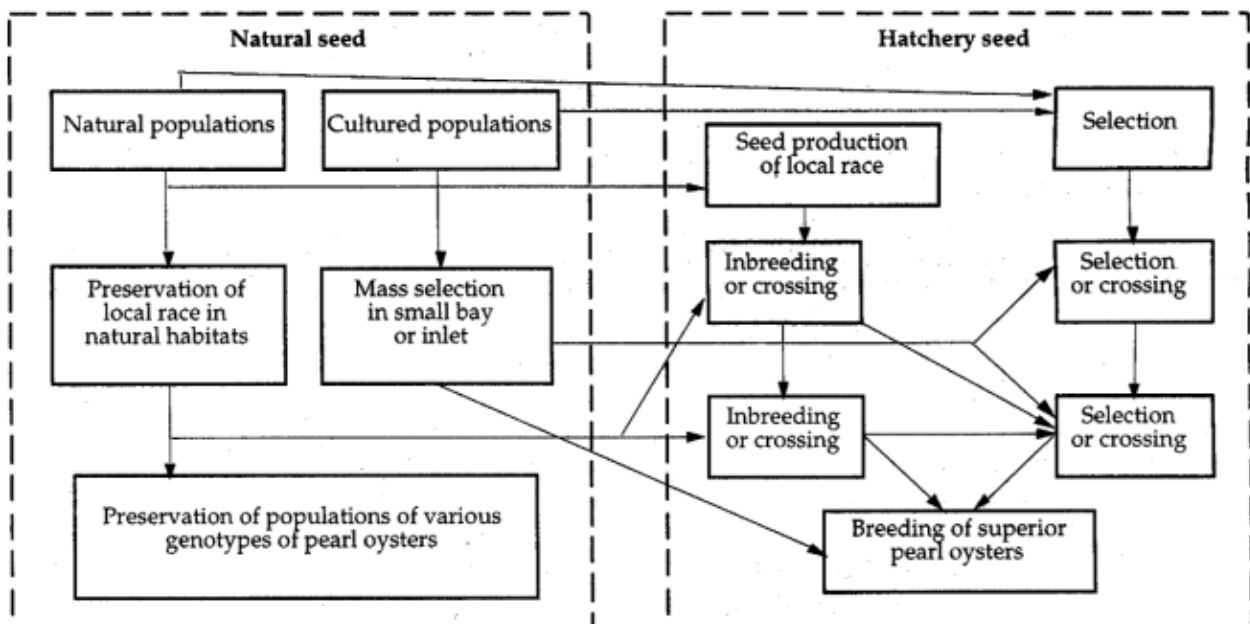 Natural seed
Natural populations
Cultured populations
Preservation of
local race in
natural habitats
Mass selection
in small bay
or inlet
Preservation of populations of various
genotypes of pearl oysters
Hatchery seed
Seed production
of local race
Selection
Inbreeding
or crossing
Selection
or crossing
Inbreeding
or crossing
Selection
or crossing
Breeding of superior
pearl oysters